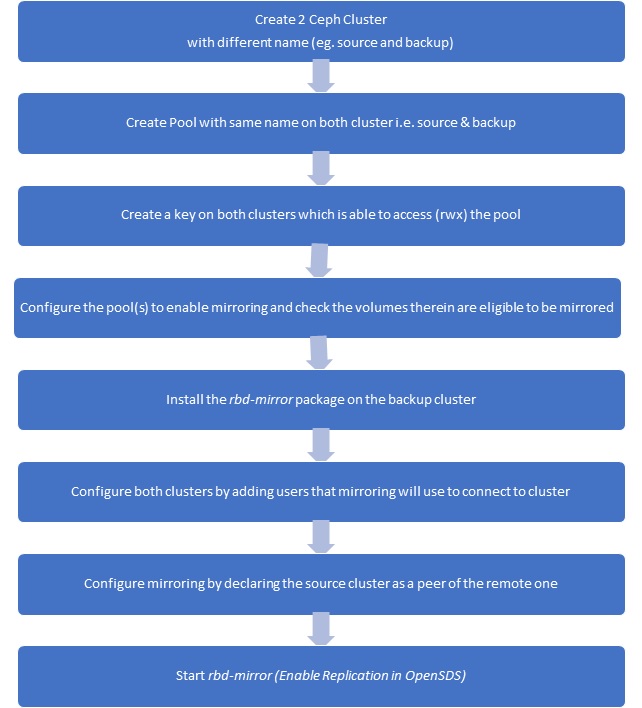 Create 2 Ceph Cluster
with different name (eg. source and backup)
Create Pool with same name on both cluster i.e. source & backup
Create a key on both clusters which is able to access (rwx) the pool
Configure the pool(s) to enable mirroring and check the volumes therein are eligible to be mirrored
Install the rbd-mirror package on the backup cluster
Configure both clusters by adding users that mirroring will use to connect to cluster
Configure mirroring by declaring the source cluster as a peer of the remote one
Start rbd-mirror (Enable Replication in OpenSDS)